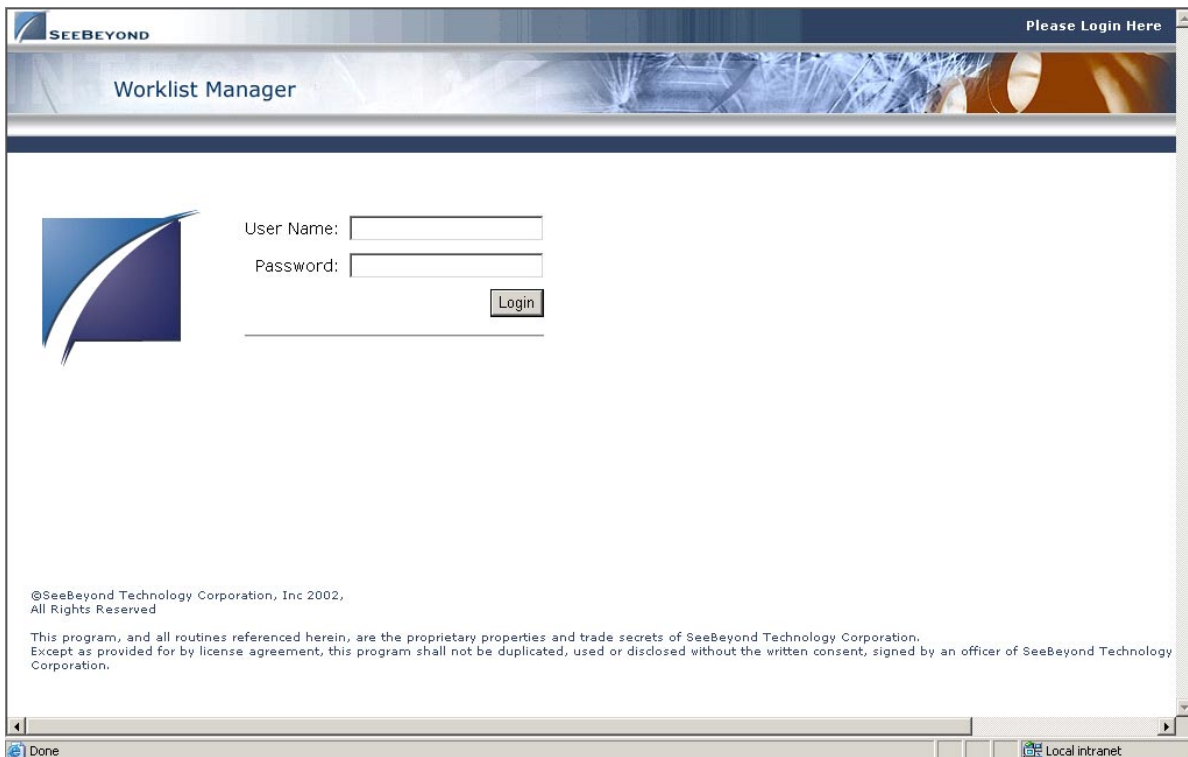 SEEBEYOND
Please Login Here
Worklist Manager
User Name:
Password:
Login
©SeeBeyond Technology Corporation, Inc 2002,
All Rights Reserved
This program, and all routines referenced herein, are the proprietary properties and trade secrets of SeeBeyond Technology Corporation.
Except as provided for by license agreement, this program shall not be duplicated, used or disclosed without the written consent, signed by an officer of SeeBeyond Technology
Corporation.
Done
Local intranet